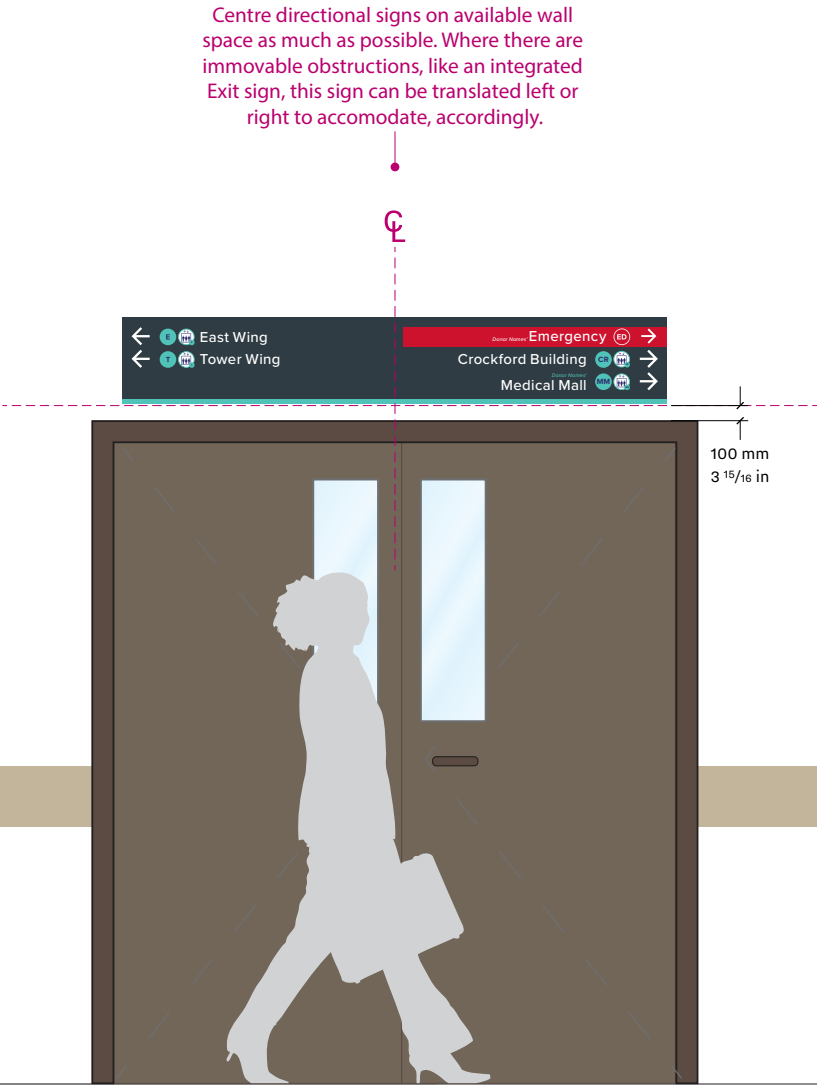 Centre directional signs on available wall
space as much as possible. Where there are
immovable obstructions, like an integrated
Exit sign, this sign can be translated left or
right to accomodate, accordingly.
℄
← E East Wing
← T Tower Wing
Donor Names' Emergency ED →
Crockford Building CR →
Donor Names'
Medical Mall MM →
100 mm
3 15/16 in